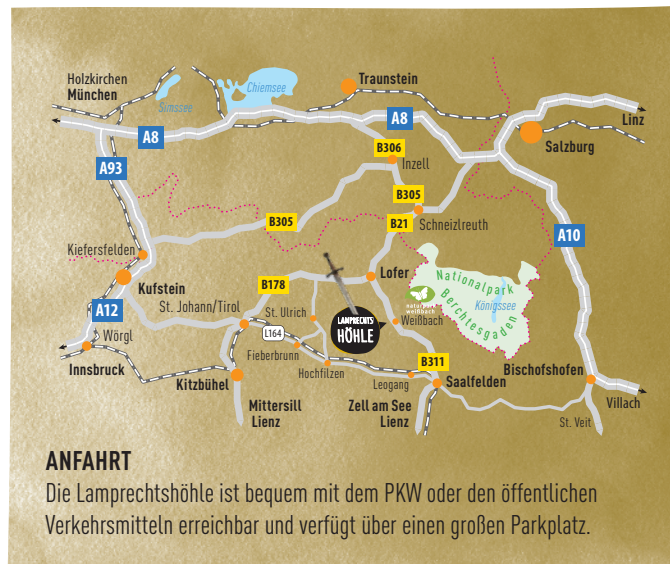 Holzkirchen
München
Simssee
Chiemsee
Traunstein
A8
A8
Linz
Salzburg
A93
B306
Inzell
B305
B305
B21
Schneizlreuth
A10
Kiefersfelden
Kufstein
B178
Lofer
Nationalpark
Berchtesgaden
Königssee
naturpark
weißbach
A12
St. Johann/Tirol
St. Ulrich
LAMPRECHTS
HÖHLE
Weißbach
Wörgl
L164
Fieberbrunn
Innsbruck
Kitzbühel
Hochfilzen
Leogang
B311
Saalfelden
Bischofshofen
Villach
Mittersill
Lienz
Zell am See
Lienz
St. Veit
ANFAHRT
Die Lamprechtshöhle ist bequem mit dem PKW oder den öffentlichen
Verkehrsmitteln erreichbar und verfügt über einen großen Parkplatz.